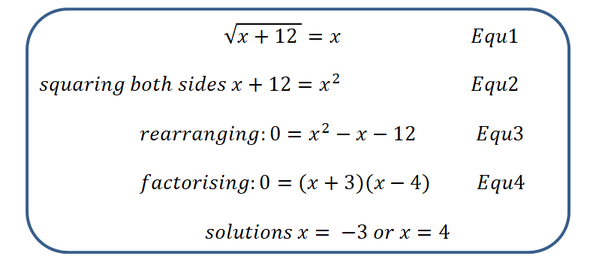 √x + 12 = x Equ1
squaring both sides x + 12 = x² Equ2
rearranging: 0 = x² − x − 12 Equ3
factorising: 0 = (x + 3)(x − 4) Equ4
solutions x = −3 or x = 4